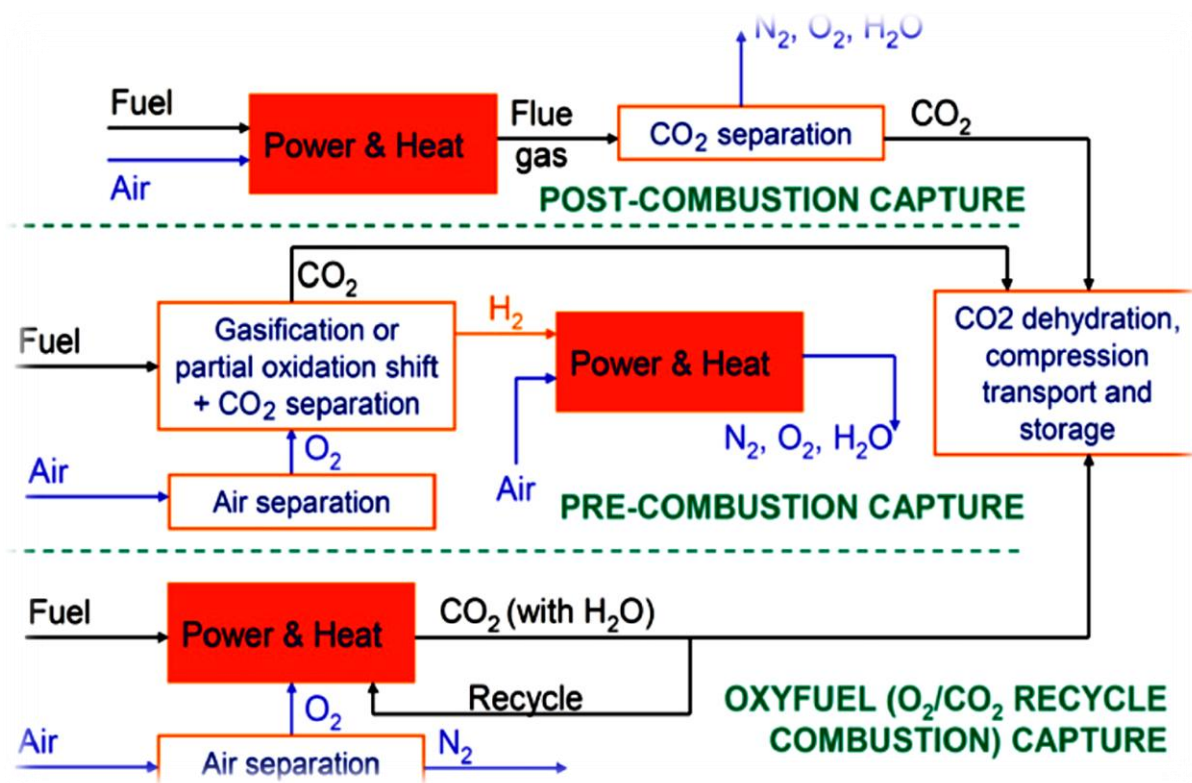 N₂, O₂, H₂O
Fuel
Power & Heat
Flue
gas
CO₂ separation
CO₂
Air
POST-COMBUSTION CAPTURE
CO₂
Fuel
Gasification or
partial oxidation shift
+ CO₂ separation
H₂
Power & Heat
CO2 dehydration,
compression
transport and
storage
N₂, O₂, H₂O
O₂
Air
Air separation
Air
PRE-COMBUSTION CAPTURE
Fuel
Power & Heat
CO₂ (with H₂O)
Recycle
O₂
Air
Air separation
N₂
OXYFUEL (O₂/CO₂ RECYCLE
COMBUSTION) CAPTURE